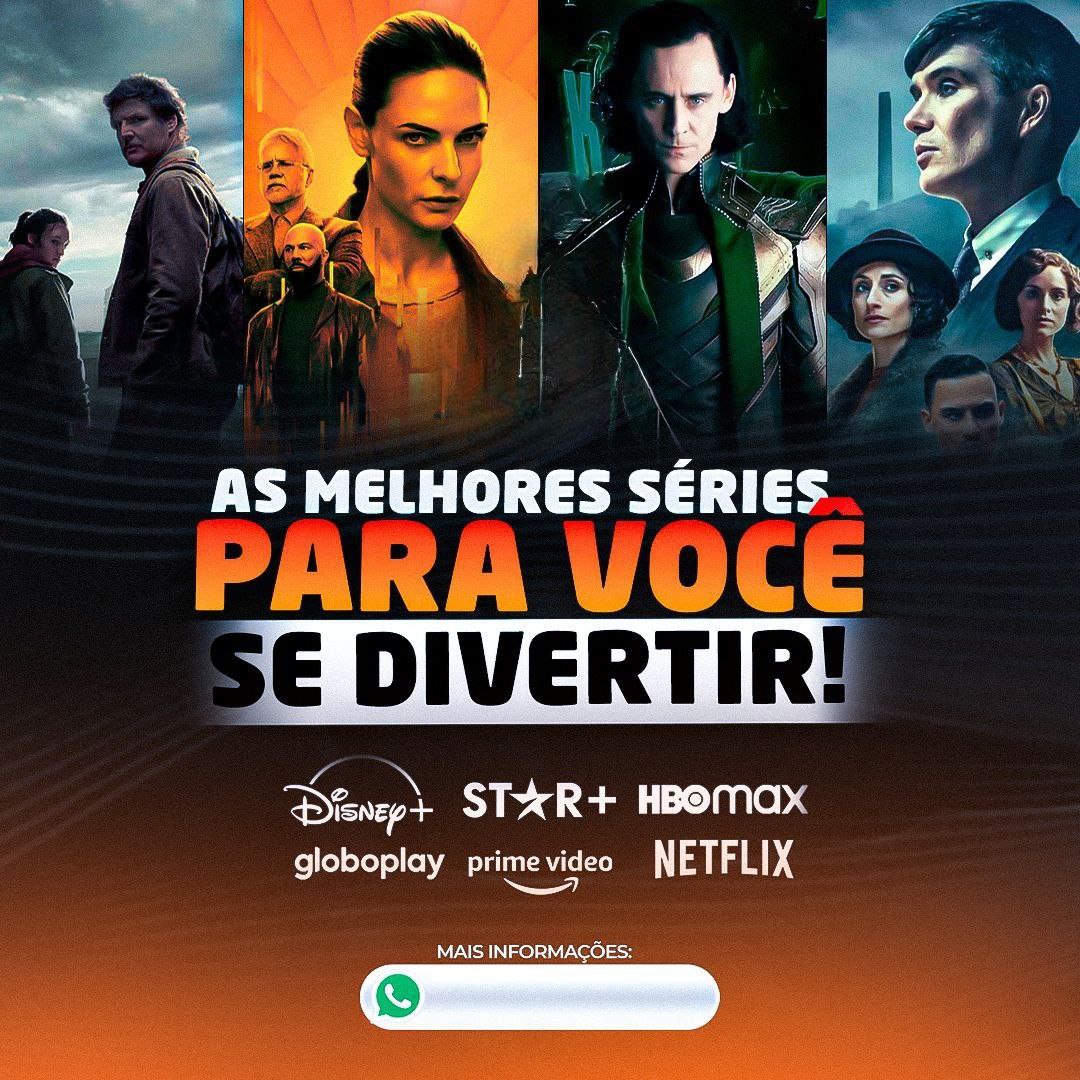 AS MELHORES SÉRIES
PARA VOCÊ
SE DIVERTIR!
Disney+ STAR+ HBOMAX
globoplay prime video NETFLIX
MAIS INFORMAÇÕES: